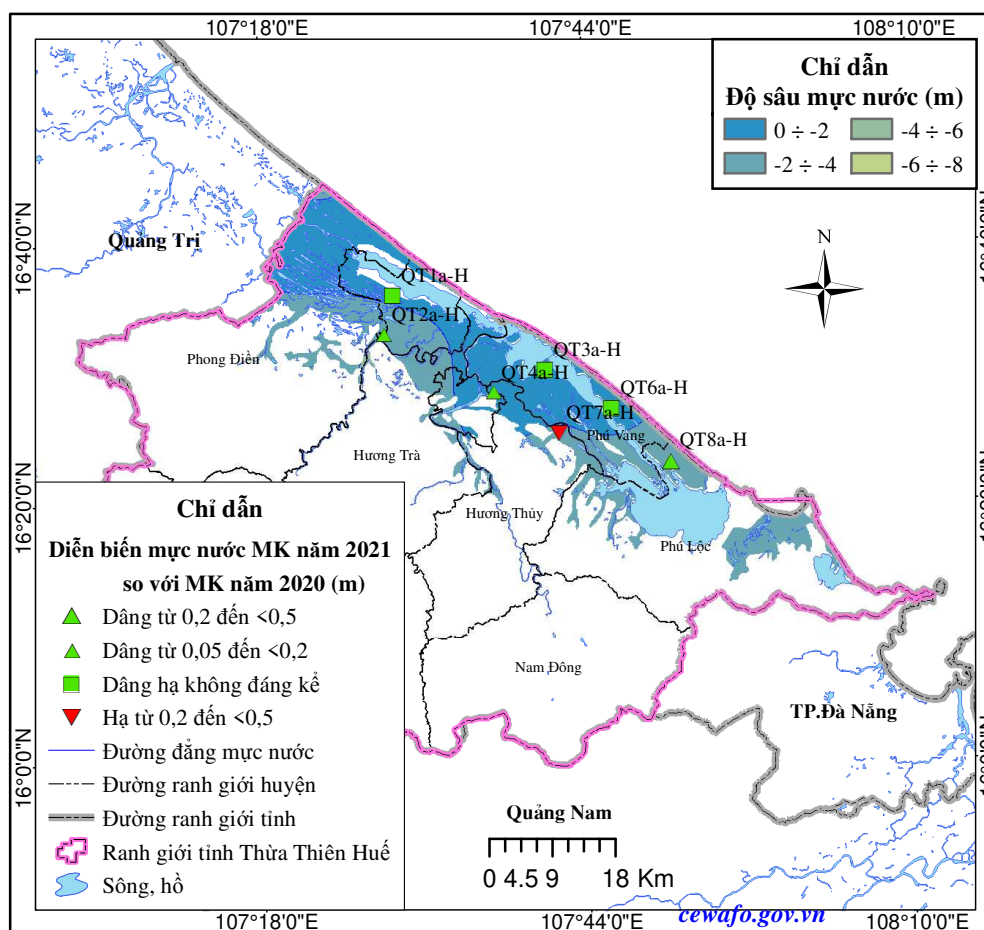 107°18'0"E
107°44'0"E
108°10'0"E
Chỉ dẫn
Độ sâu mực nước (m)
0 ÷ -2
-4 ÷ -6
-2 ÷ -4
-6 ÷ -8
16°40'0"N
Quảng Trị
N
QT1a-H
QT2a-H
Phong Điền
QT3a-H
QT4a-H
QT6a-H
QT7a-H
Phú Vang
QT8a-H
Hương Trà
16°20'0"N
Hương Thủy
Phú Lộc
Nam Đông
TP.Đà Nẵng
Chỉ dẫn
Diễn biến mực nước MK năm 2021
so với MK năm 2020 (m)
Dâng từ 0,2 đến <0,5
Dâng từ 0,05 đến <0,2
Dâng hạ không đáng kể
Hạ từ 0,2 đến <0,5
Đường đẳng mực nước
Đường ranh giới huyện
Đường ranh giới tỉnh
Ranh giới tỉnh Thừa Thiên Huế
Sông, hồ
16°0'0"N
Quảng Nam
0 4.5 9 18 Km
cewafo.gov.vn
107°18'0"E
107°44'0"E
108°10'0"E